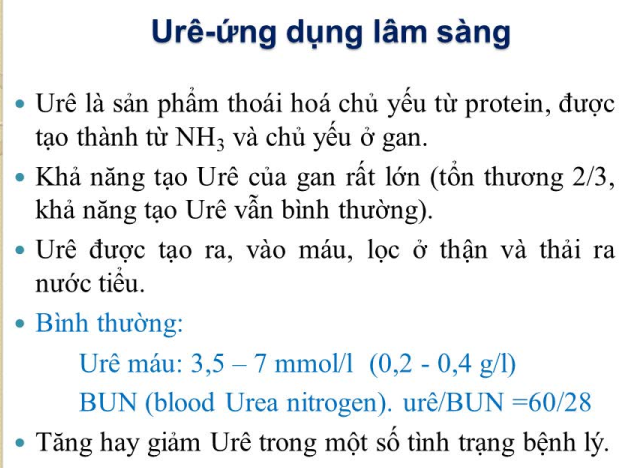 Urê-ứng dụng lâm sàng
• Urê là sản phẩm thoái hoá chủ yếu từ protein, được
tạo thành từ NH₃ và chủ yếu ở gan.
• Khả năng tạo Urê của gan rất lớn (tổn thương 2/3,
khả năng tạo Urê vẫn bình thường).
• Urê được tạo ra, vào máu, lọc ở thận và thải ra
nước tiểu.
• Bình thường:
Urê máu: 3,5 – 7 mmol/l (0,2 - 0,4 g/l)
BUN (blood Urea nitrogen). urê/BUN =60/28
• Tăng hay giảm Urê trong một số tình trạng bệnh lý.